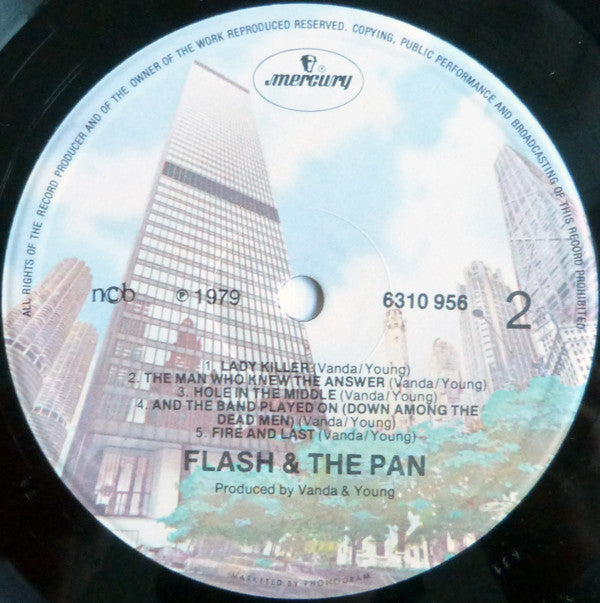 ALL RIGHTS OF THE RECORD PRODUCER AND OF THE OWNER OF THE WORK REPRODUCED RESERVED. COPYING, PUBLIC PERFORMANCE AND BROADCASTING OF THIS RECORD PROHIBITED
®
mercury
ncb ℗ 1979 6310 956 2
1. LADY KILLER (Vanda/Young)
2. THE MAN WHO KNEW THE ANSWER (Vanda/Young)
3. HOLE IN THE MIDDLE (Vanda/Young)
4. AND THE BAND PLAYED ON (DOWN AMONG THE
DEAD MEN) (Vanda/Young)
5. FIRE AND LAST (Vanda/Young)
FLASH & THE PAN
Produced by Vanda & Young
MARKETED BY PHONOGRAM